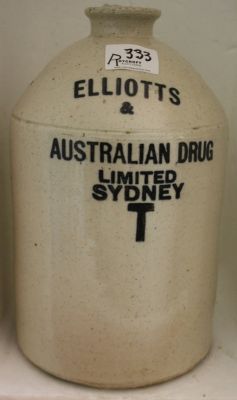 333
ELLIOTTS
&
AUSTRALIAN DRUG
LIMITED
SYDNEY
T